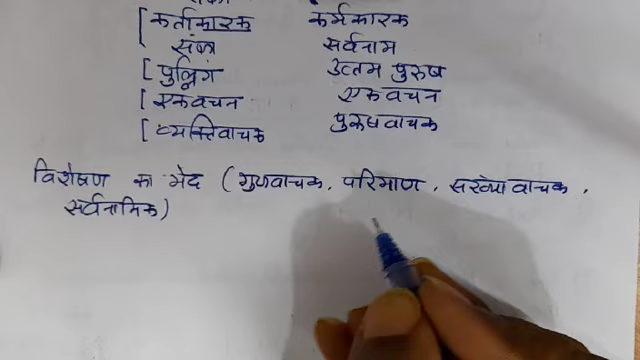 [कर्ताकारक कर्मकारक
संज्ञा सर्वनाम
[पुल्लिंग उत्तम पुरुष
[एकवचन एकवचन
[व्यक्तिवाचक पुरुषवाचक
विशेषण का भेद (गुणवाचक, परिमाण, संख्यावाचक,
सर्वनामिक)